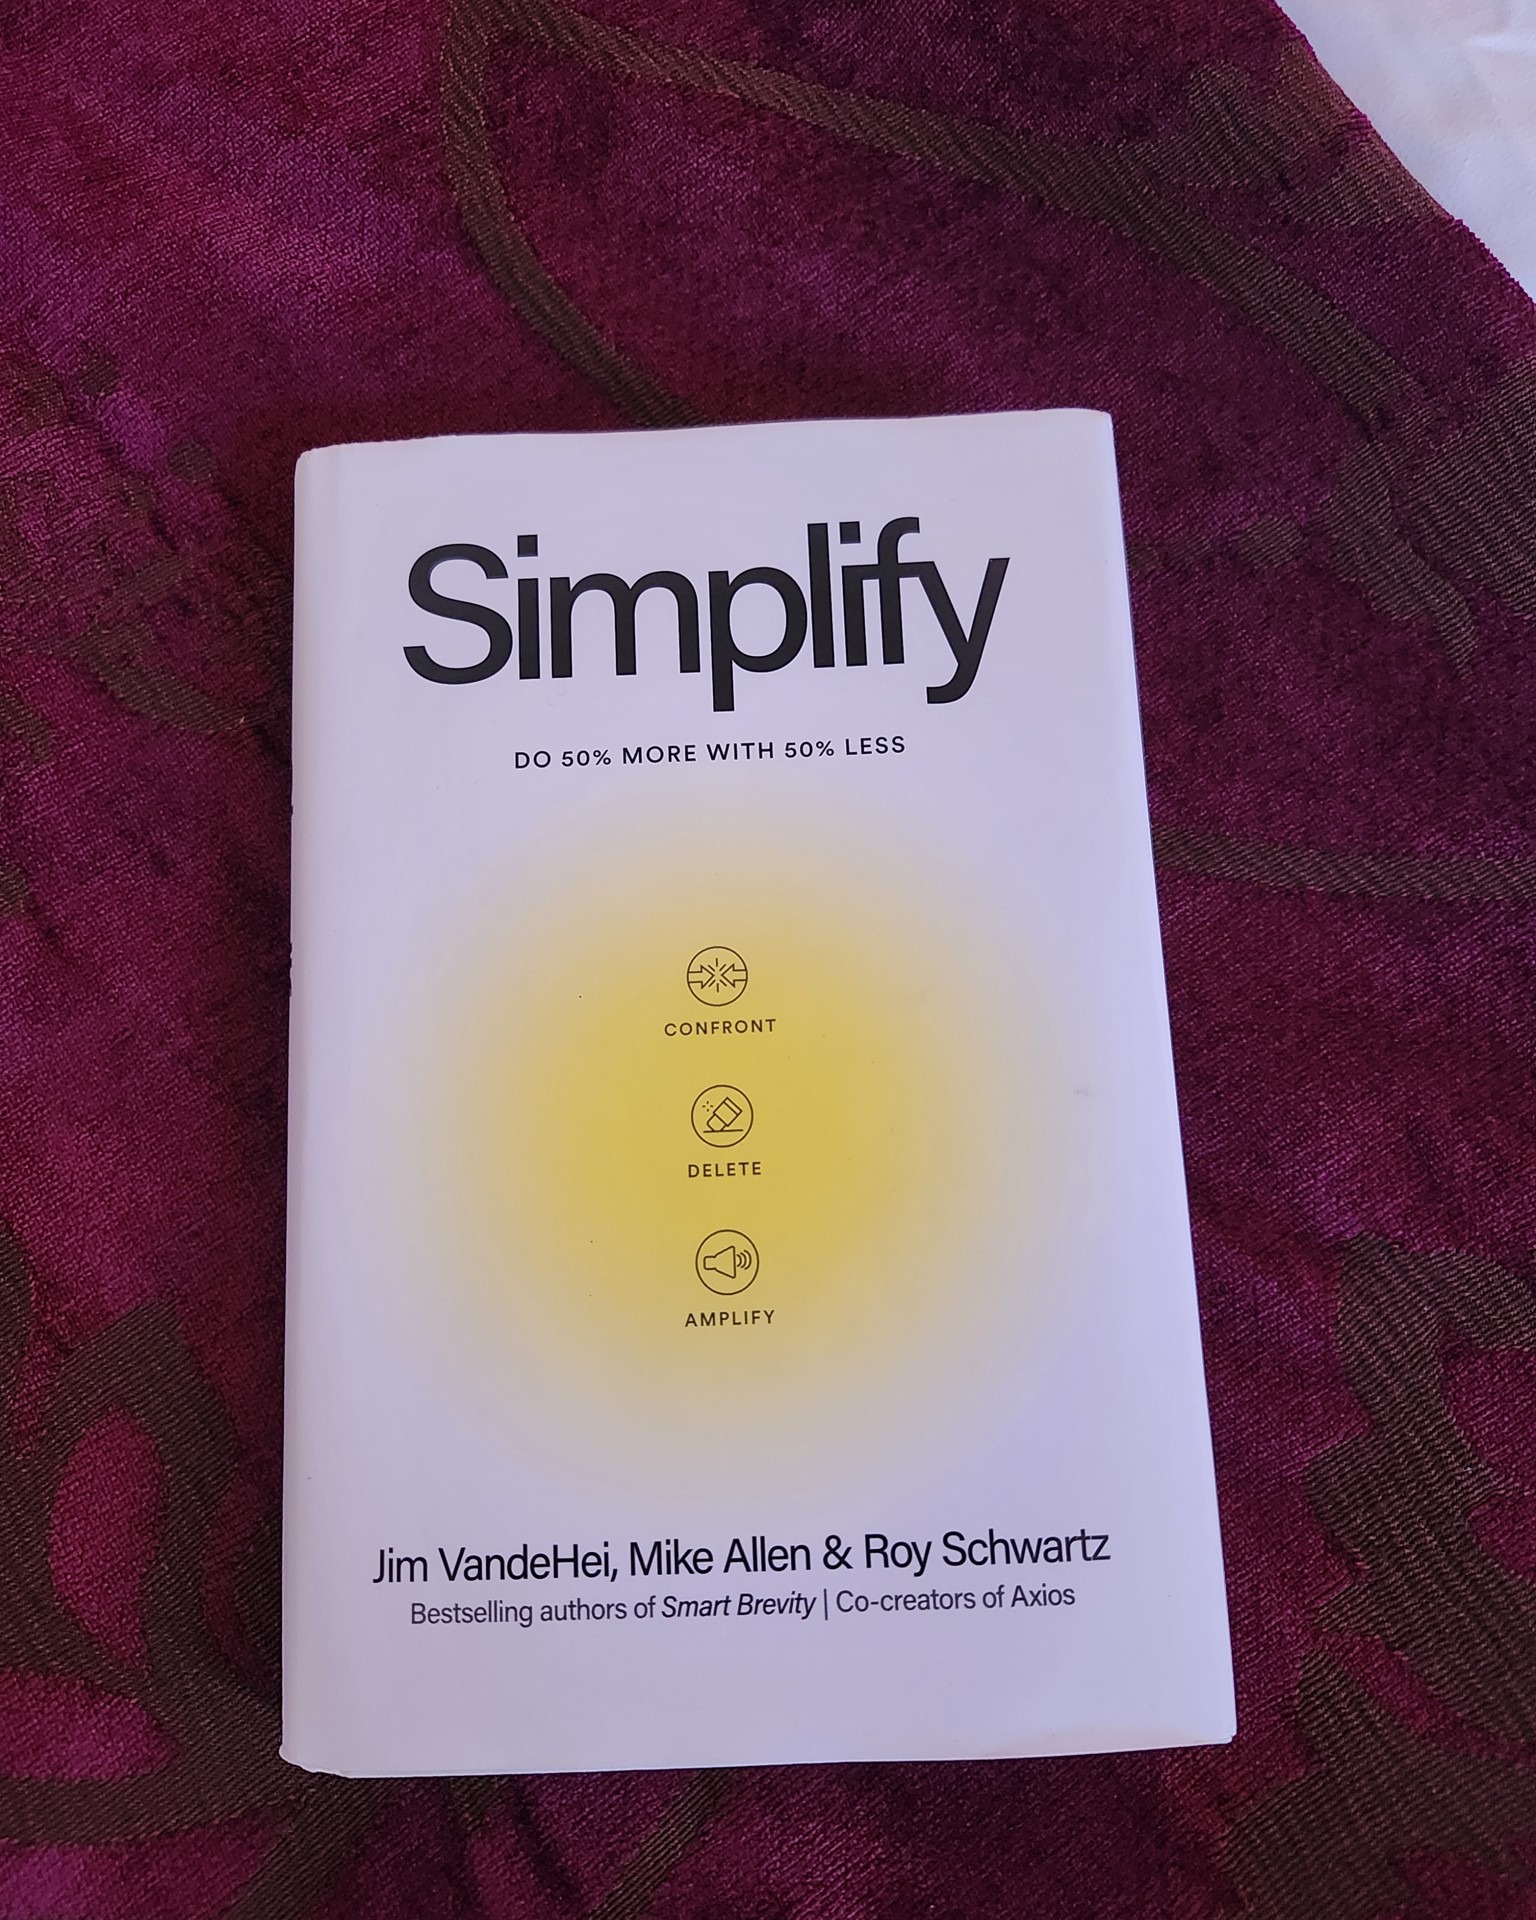 Simplify
DO 50% MORE WITH 50% LESS
CONFRONT
DELETE
AMPLIFY
Jim VandeHei, Mike Allen & Roy Schwartz
Bestselling authors of Smart Brevity | Co-creators of Axios